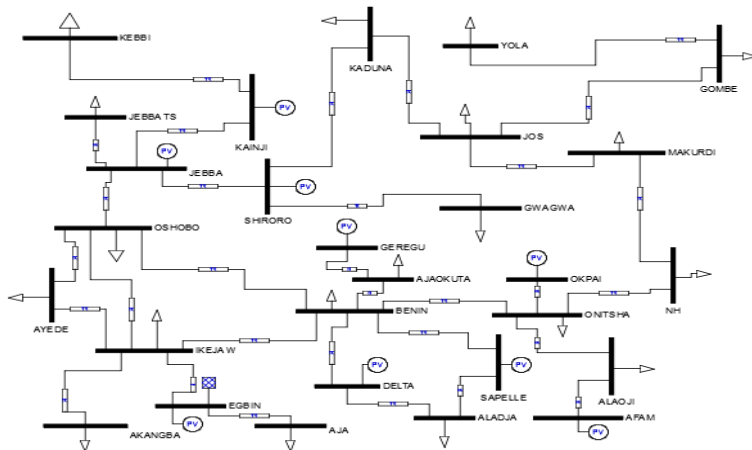 KEBBI
KADUNA
YOLA
GOMBE
JEBBA TS
KAINJI
PV
JEBBA
PV
JOS
MAKURDI
SHIRORO
PV
GWAGWA
OSHOBO
PV
GEREGU
AJAOKUTA
PV
OKPAI
AYEDE
BENIN
ONITSHA
NH
IKEJA W
DELTA
PV
SAPELLE
PV
ALAOJI
EGBIN
PV
AKANGBA
AJA
ALADJA
AFAM
PV